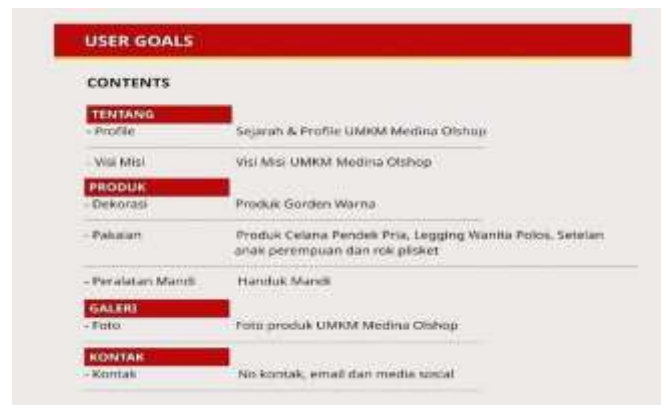 USER GOALS
CONTENTS
TENTANG
- Profile Sejarah & Profile UMKM Medina Olshop
- Visi Misi Visi Misi UMKM Medina Olshop
PRODUK
- Dekorasi Produk Gorden Warna
- Pakaian Produk Celana Pendek Pria, Legging Wanita Polos, Setelan
anak perempuan dan rok plisket
- Peralatan Mandi Handuk Mandi
GALERI
- Foto Foto produk UMKM Medina Olshop
KONTAK
- Kontak No kontak, email dan media sosial